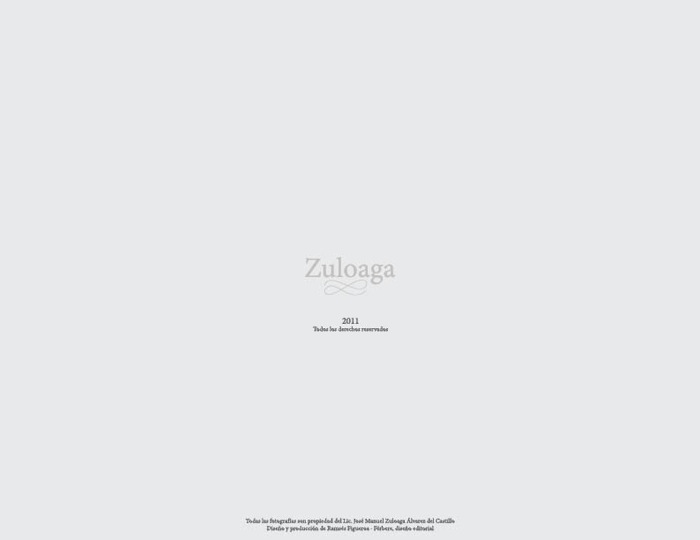 Zuloaga
2011
Todos los derechos reservados
Todas las fotografías son propiedad del Lic. José Manuel Zuloaga Álvarez del Castillo
Diseño y producción de Ramsés Figueroa - Pórbere, diseño editorial